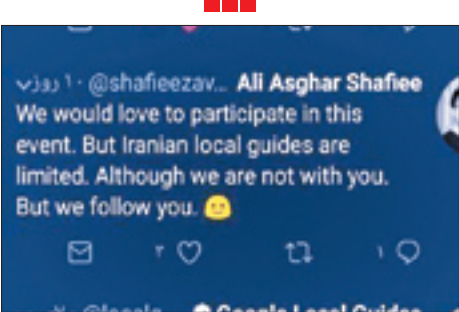 Ali Asghar Shafiee @shafieezav... · ۱۰ روز
We would love to participate in this
event. But Iranian local guides are
limited. Although we are not with you.
But we follow you. 🙂
۱ ۲
Google Local Guides